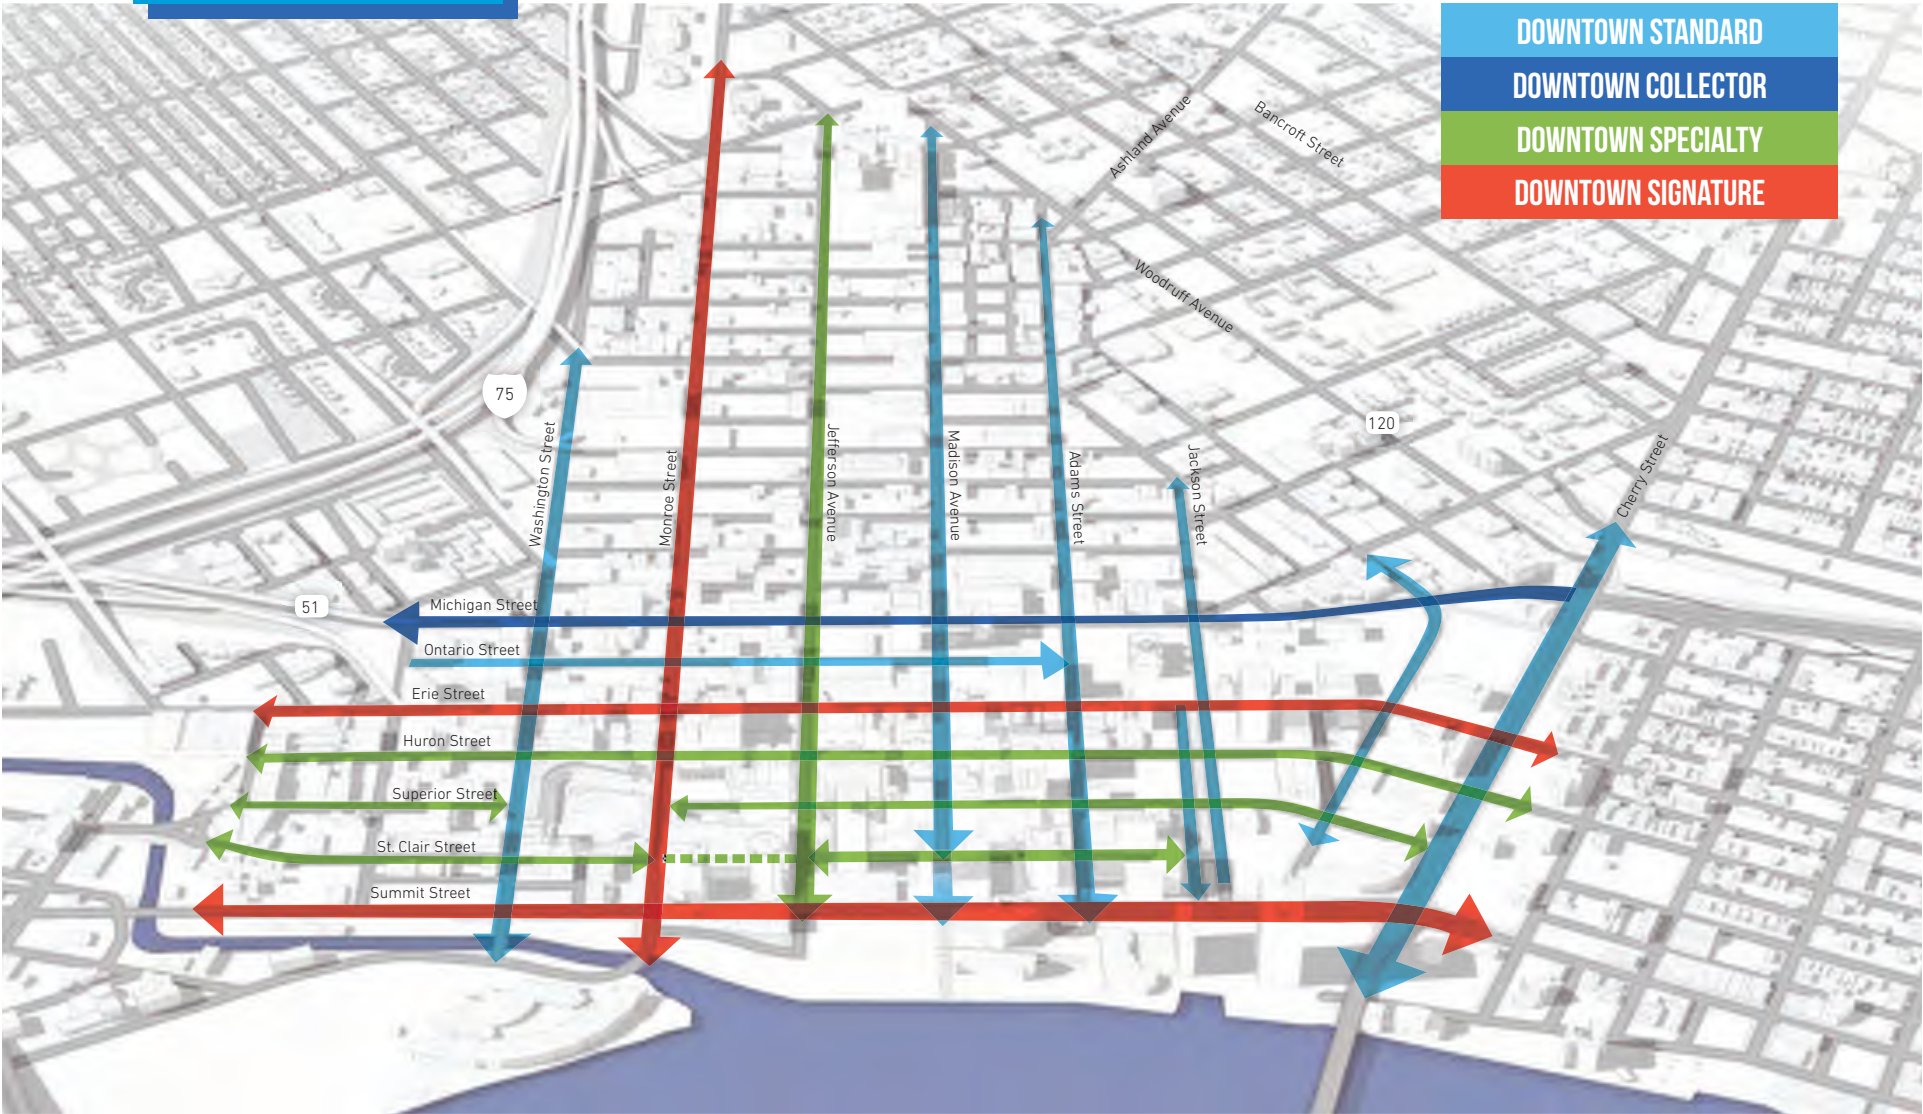 DOWNTOWN STANDARD
DOWNTOWN COLLECTOR
DOWNTOWN SPECIALTY
DOWNTOWN SIGNATURE
Ashland Avenue
Bancroft Street
Woodruff Avenue
75
120
Washington Street
Monroe Street
Jefferson Avenue
Madison Avenue
Adams Street
Jackson Street
Cherry Street
51
Michigan Street
Ontario Street
Erie Street
Huron Street
Superior Street
St. Clair Street
Summit Street